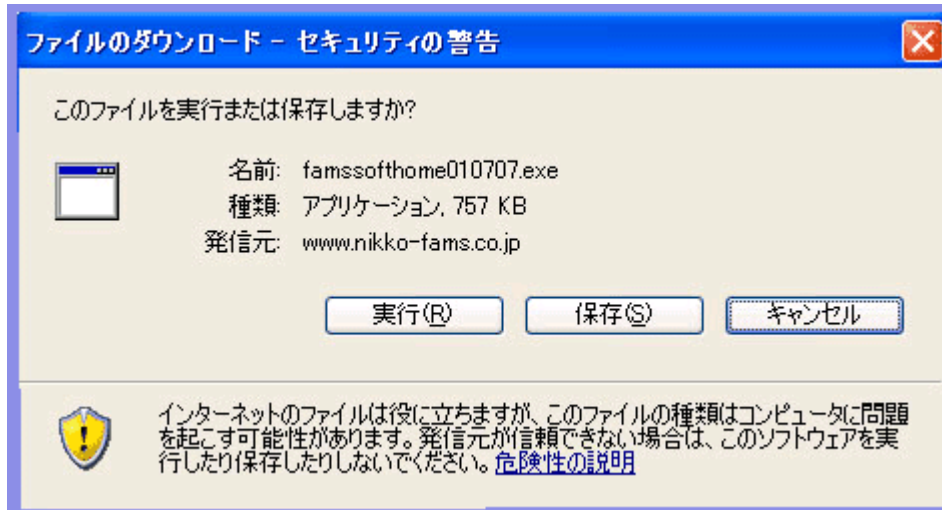 ファイルのダウンロード - セキュリティの警告
このファイルを実行または保存しますか?
名前: famssofthome010707.exe
種類: アプリケーション, 757 KB
発信元: www.nikko-fams.co.jp
実行(R) 保存(S) キャンセル
インターネットのファイルは役に立ちますが、このファイルの種類はコンピュータに問題
を起こす可能性があります。発信元が信頼できない場合は、このソフトウェアを実
行したり保存したりしないでください。危険性の説明